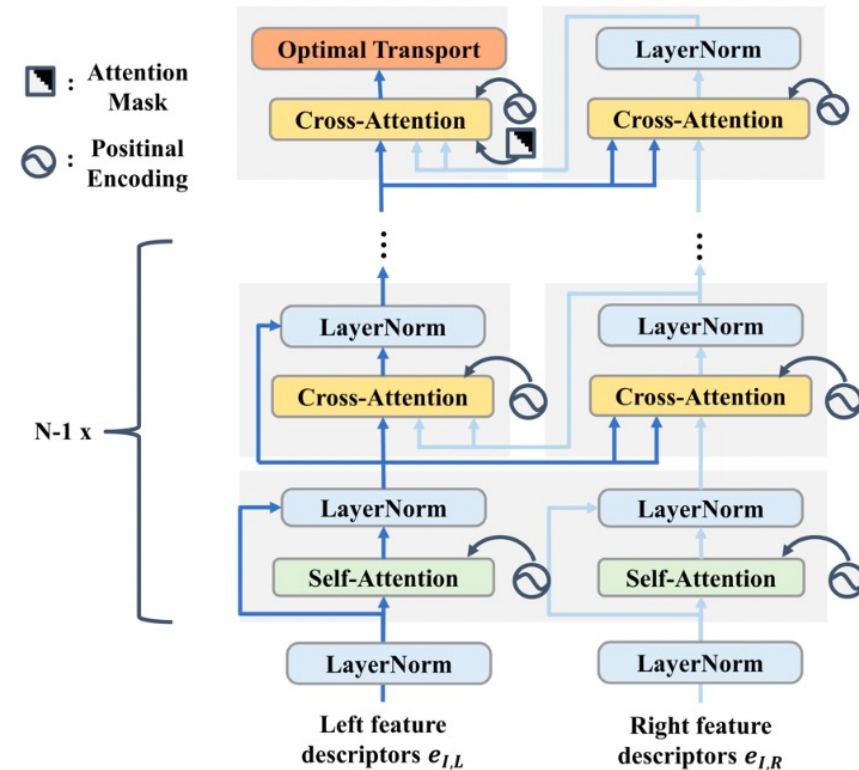 Optimal Transport
LayerNorm
: Attention
Mask
Cross-Attention
Cross-Attention
: Positinal
Encoding
...
...
LayerNorm
LayerNorm
Cross-Attention
Cross-Attention
N-1 x
LayerNorm
LayerNorm
Self-Attention
Self-Attention
LayerNorm
LayerNorm
Left feature
descriptors e_{I,L}
Right feature
descriptors e_{I,R}